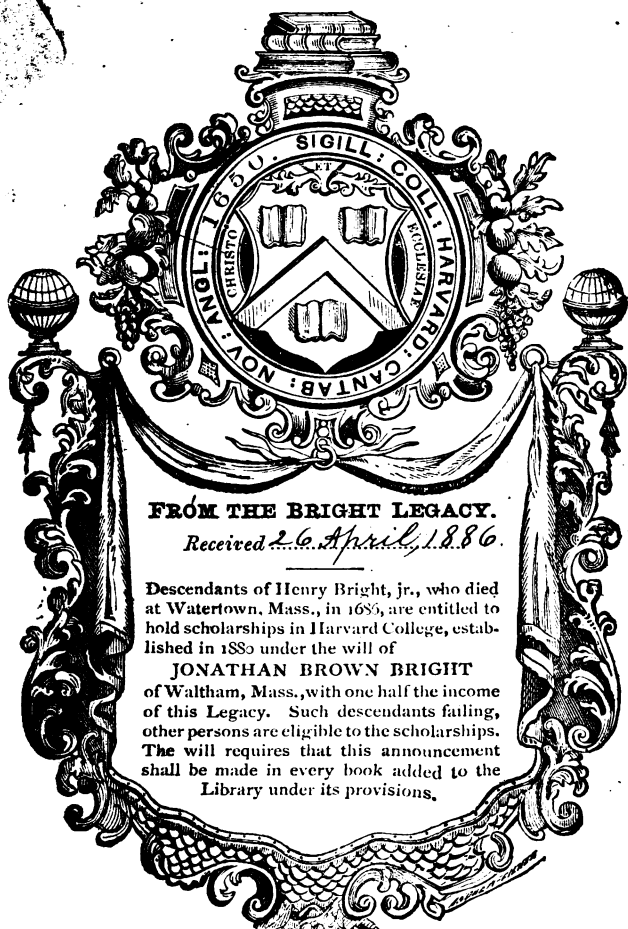 SIGILL: COLL: HARVARD: CANTAB: NOV: ANGL: 1650.
CHRISTO
ET
ECCLESIAE
FROM THE BRIGHT LEGACY.
Received 26 April, 1886.
Descendants of Henry Bright, jr., who died
at Watertown, Mass., in 1686, are entitled to
hold scholarships in Harvard College, estab-
lished in 1880 under the will of
JONATHAN BROWN BRIGHT
of Waltham, Mass., with one half the income
of this Legacy. Such descendants failing,
other persons are eligible to the scholarships.
The will requires that this announcement
shall be made in every book added to the
Library under its provisions.